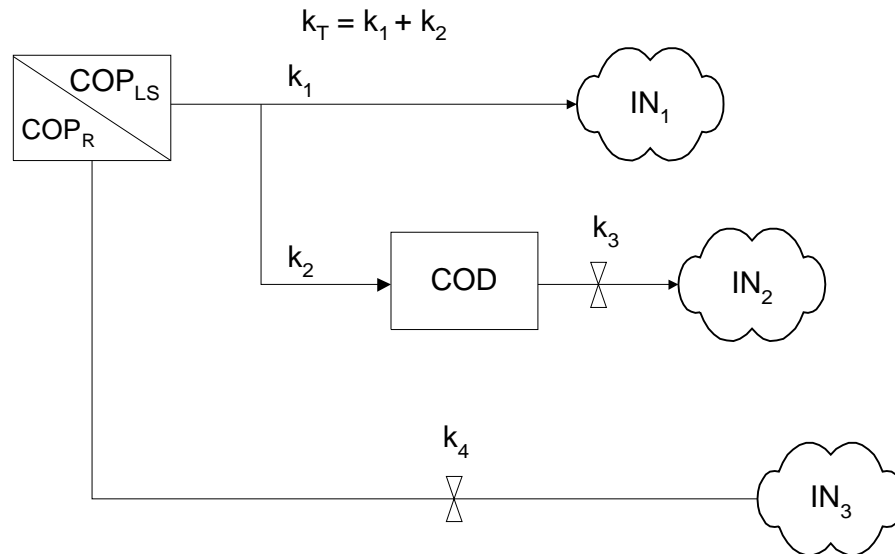 k_T = k_1 + k_2
COP_LS
k_1
IN_1
COP_R
k_3
k_2
COD
IN_2
k_4
IN_3